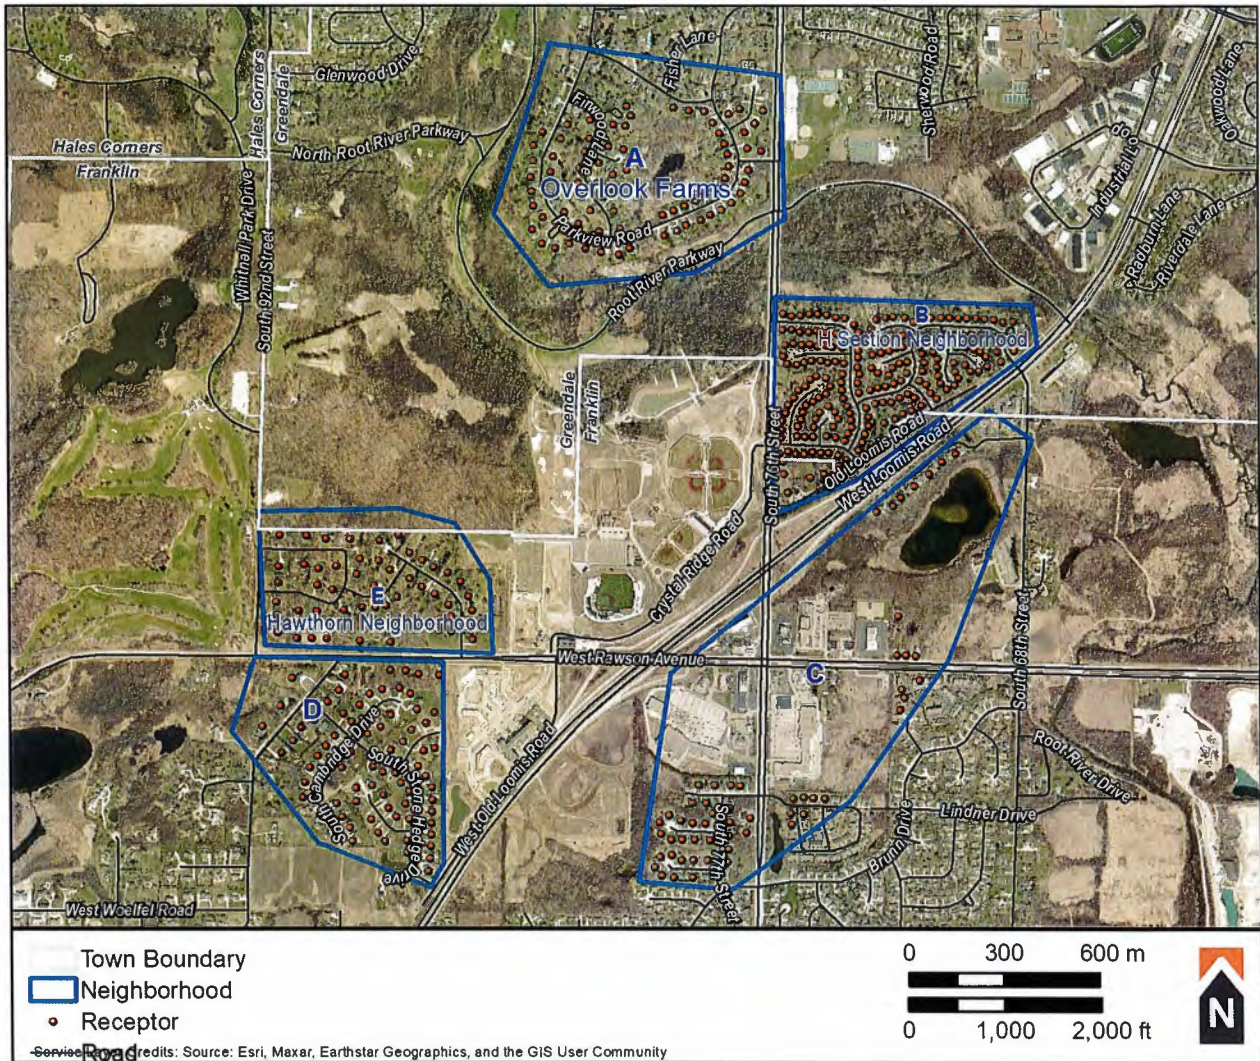 Glenwood Drive
Fisher Lane
Sherwood Road
Oakwood Lane
Hales Corners
Greendale
North Root River Parkway
Firwood Lane
Industrial Loop
Hales Corners
Franklin
A
Overlook Farms
Whitnall Park Drive
South 92nd Street
Parkview Road
Root River Parkway
Radburn Lane
Riverdale Lane
B
H Section Neighborhood
Greendale
Franklin
South 76th Street
Old Loomis Road
West Loomis Road
Crystal Ridge Road
E
Hawthorn Neighborhood
West Rawson Avenue
South 68th Street
C
D
South Cambridge Drive
South Stone Hedge Drive
West Old Loomis Road
Root River Drive
Lindner Drive
South 77th Street
Brunn Drive
West Woelfel Road
Town Boundary
Neighborhood
Receptor
Road
Service Layer Credits: Source: Esri, Maxar, Earthstar Geographics, and the GIS User Community
0 300 600 m
0 1,000 2,000 ft
N